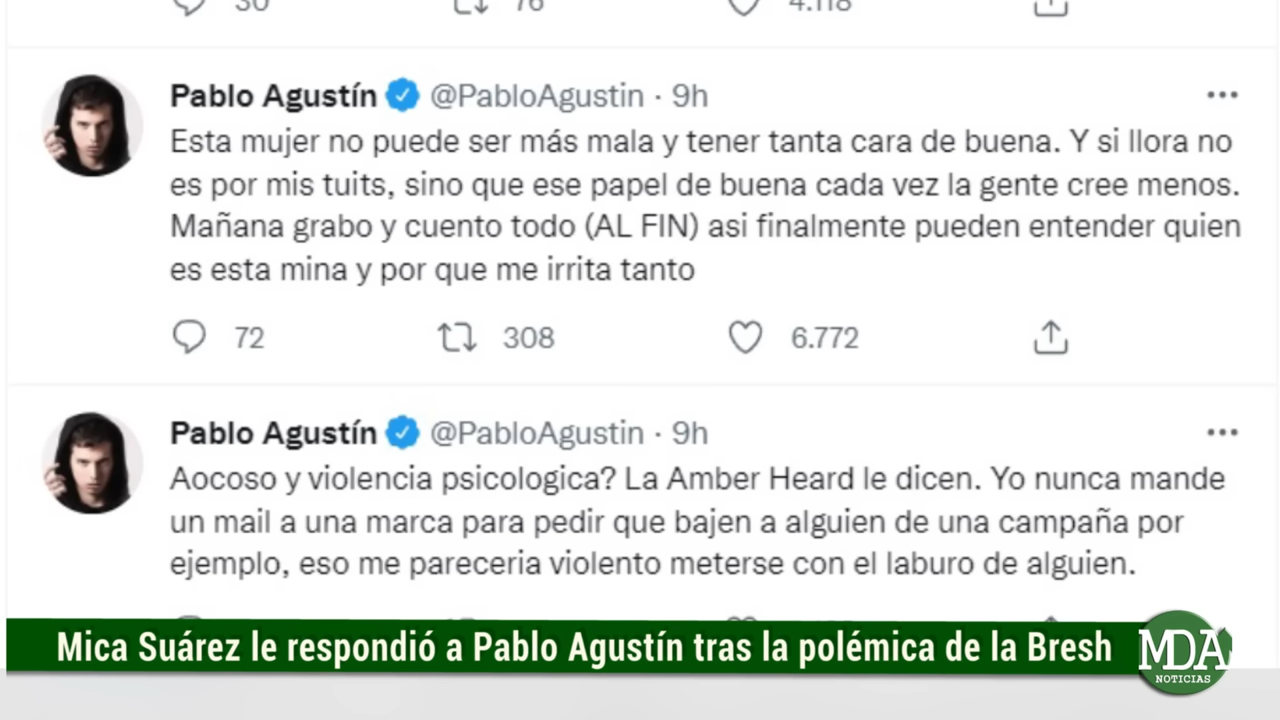 30 76 4.118
Pablo Agustín @PabloAgustin · 9h
Esta mujer no puede ser más mala y tener tanta cara de buena. Y si llora no
es por mis tuits, sino que ese papel de buena cada vez la gente cree menos.
Mañana grabo y cuento todo (AL FIN) asi finalmente pueden entender quien
es esta mina y por que me irrita tanto
72 308 6.772
Pablo Agustín @PabloAgustin · 9h
Aocoso y violencia psicologica? La Amber Heard le dicen. Yo nunca mande
un mail a una marca para pedir que bajen a alguien de una campaña por
ejemplo, eso me pareceria violento meterse con el laburo de alguien.
Mica Suárez le respondió a Pablo Agustín tras la polémica de la Bresh
MDA
NOTICIAS